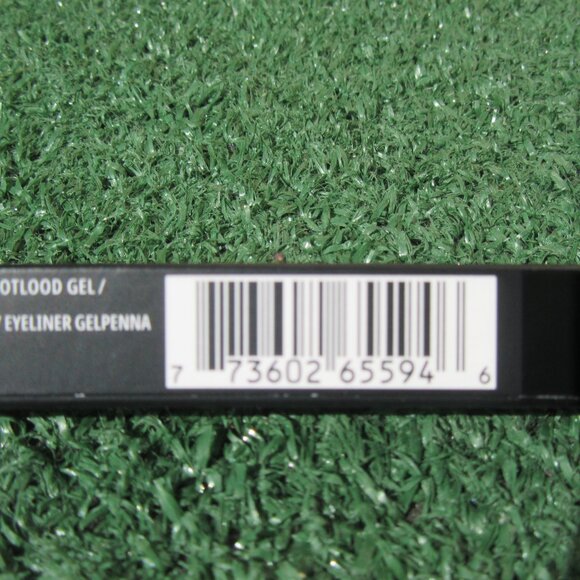 OTLOOD GEL /
/ EYELINER GELPENNA
7 73602 65594 6